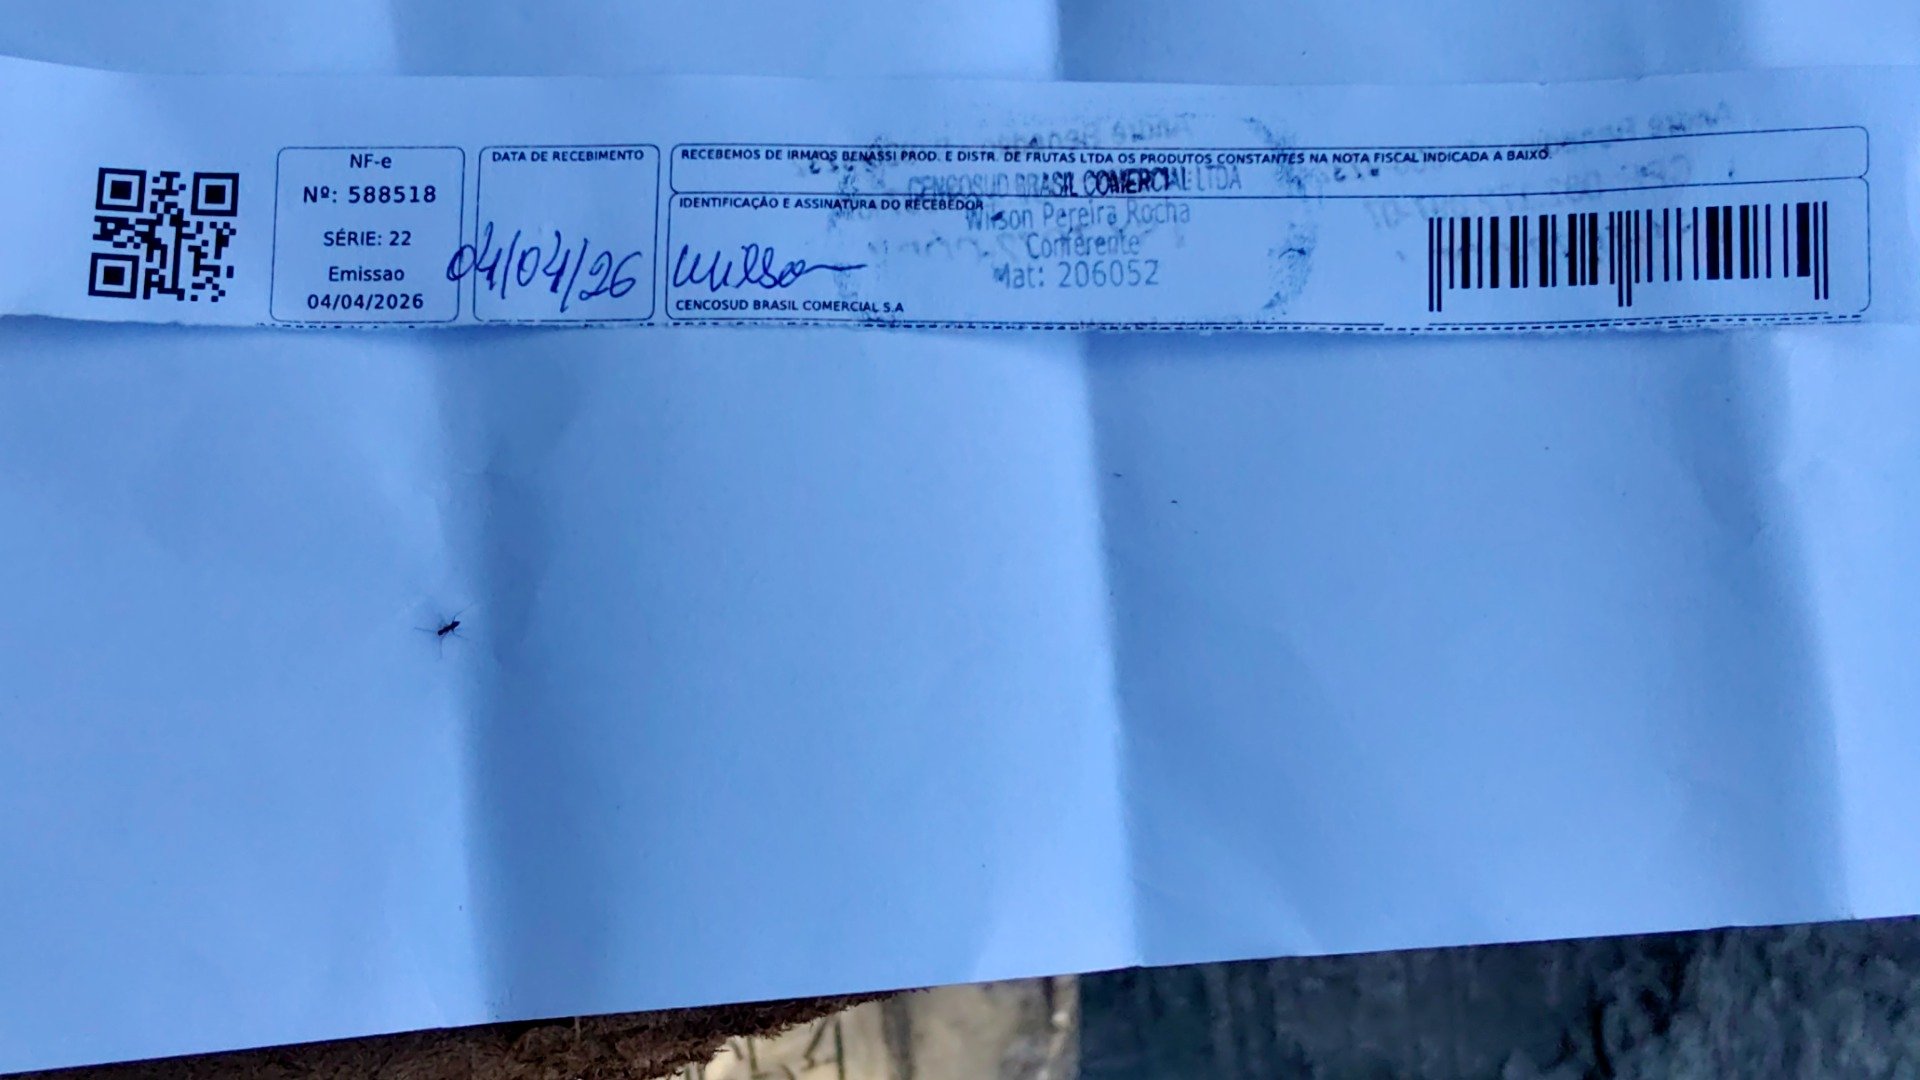 NF-e
Nº: 588518
SÉRIE: 22
Emissao
04/04/2026
DATA DE RECEBIMENTO
04/04/26
RECEBEMOS DE IRMAOS BENASSI PROD. E DISTR. DE FRUTAS LTDA OS PRODUTOS CONSTANTES NA NOTA FISCAL INDICADA A BAIXO.
CENCOSUD BRASIL COMERCIAL LTDA
IDENTIFICAÇÃO E ASSINATURA DO RECEBEDOR
Wilson Pereira Rocha
Conferente
Mat: 206052
Wilson
CENCOSUD BRASIL COMERCIAL S.A